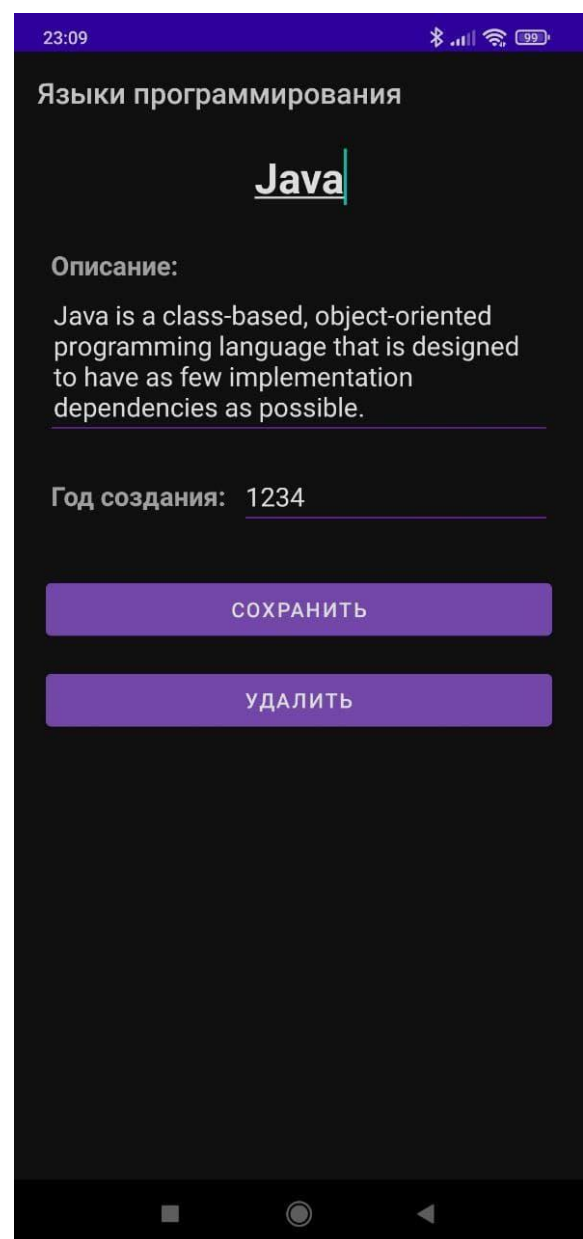 23:09
99
Языки программирования
Java
Описание:
Java is a class-based, object-oriented
programming language that is designed
to have as few implementation
dependencies as possible.
Год создания: 1234
СОХРАНИТЬ
УДАЛИТЬ